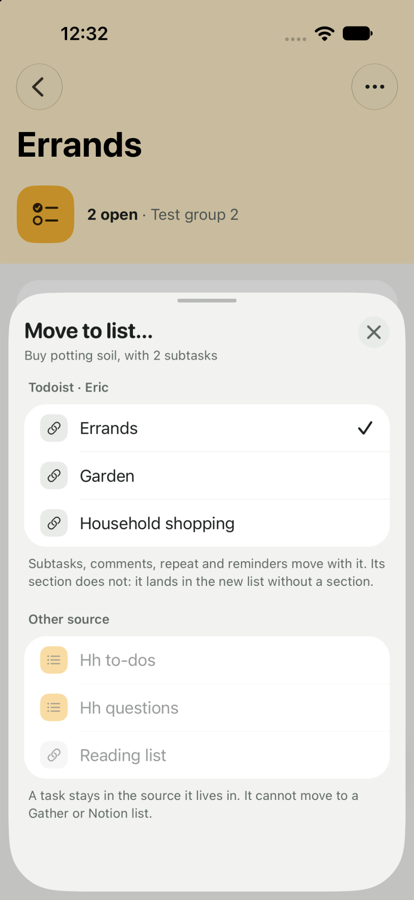 12:32
Errands
2 open · Test group 2
Move to list...
Buy potting soil, with 2 subtasks
Todoist · Eric
Errands
Garden
Household shopping
Subtasks, comments, repeat and reminders move with it. Its
section does not: it lands in the new list without a section.
Other source
Hh to-dos
Hh questions
Reading list
A task stays in the source it lives in. It cannot move to a
Gather or Notion list.